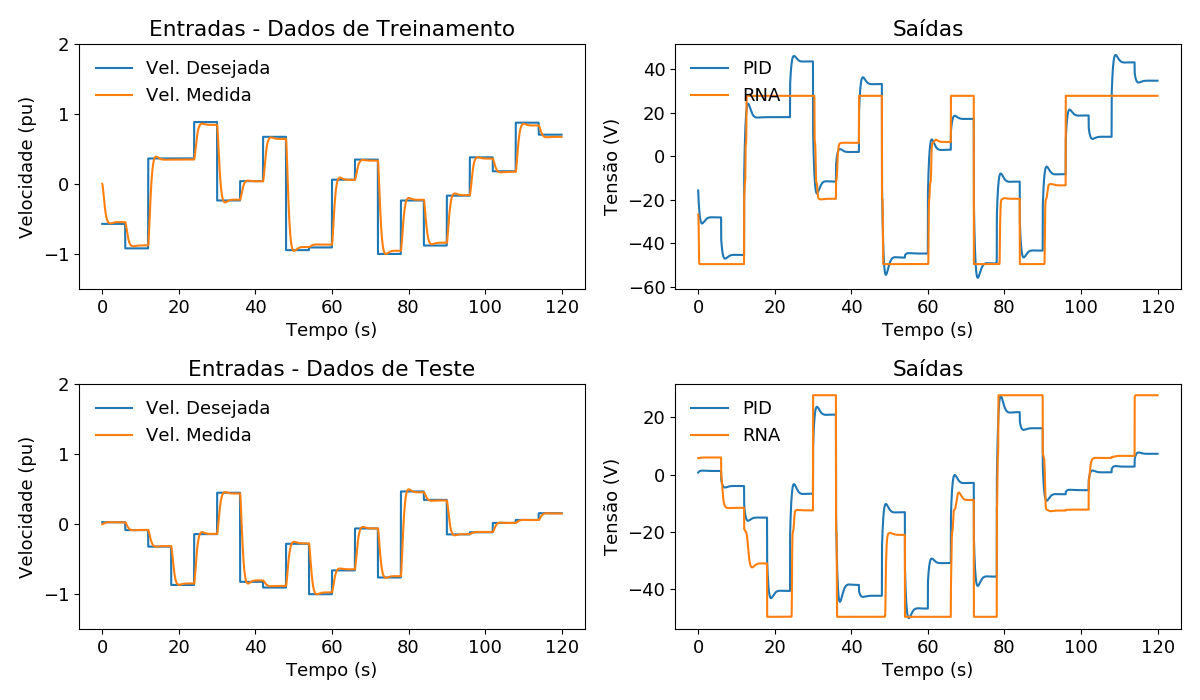 Entradas - Dados de Treinamento
Velocidade (pu)
2
1
0
−1
Vel. Desejada
Vel. Medida
0 20 40 60 80 100 120
Tempo (s)
Saídas
Tensão (V)
40
20
0
−20
−40
−60
PID
RNA
0 20 40 60 80 100 120
Tempo (s)
Entradas - Dados de Teste
Velocidade (pu)
2
1
0
−1
Vel. Desejada
Vel. Medida
0 20 40 60 80 100 120
Tempo (s)
Saídas
Tensão (V)
20
0
−20
−40
PID
RNA
0 20 40 60 80 100 120
Tempo (s)